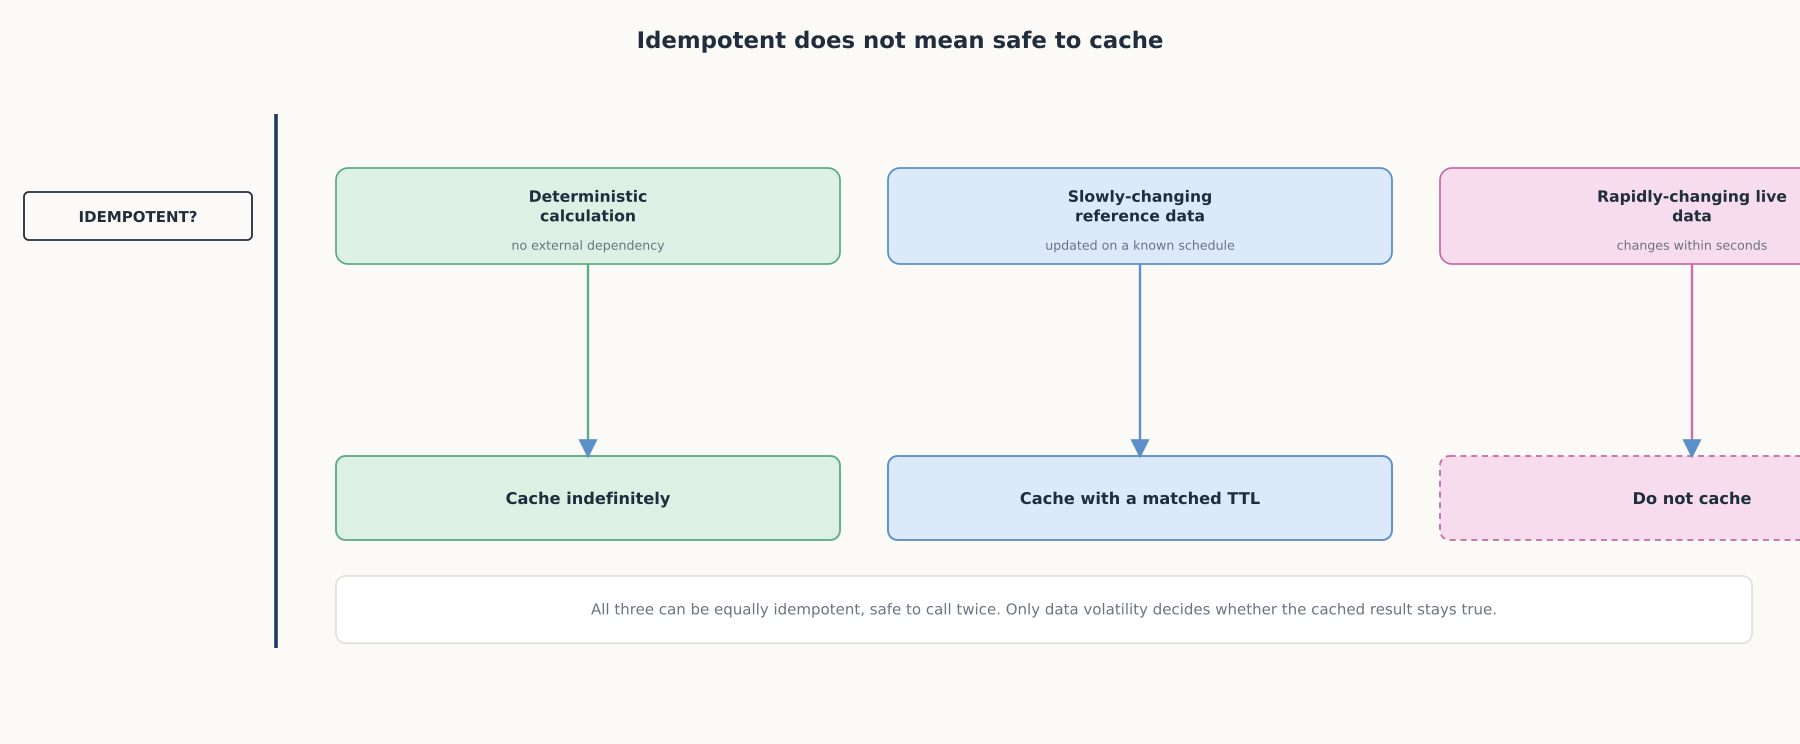 Idempotent does not mean safe to cache
IDEMPOTENT?
Deterministic
calculation
no external dependency
Slowly-changing
reference data
updated on a known schedule
Rapidly-changing live
data
changes within seconds
Cache indefinitely
Cache with a matched TTL
Do not cache
All three can be equally idempotent, safe to call twice. Only data volatility decides whether the cached result stays true.